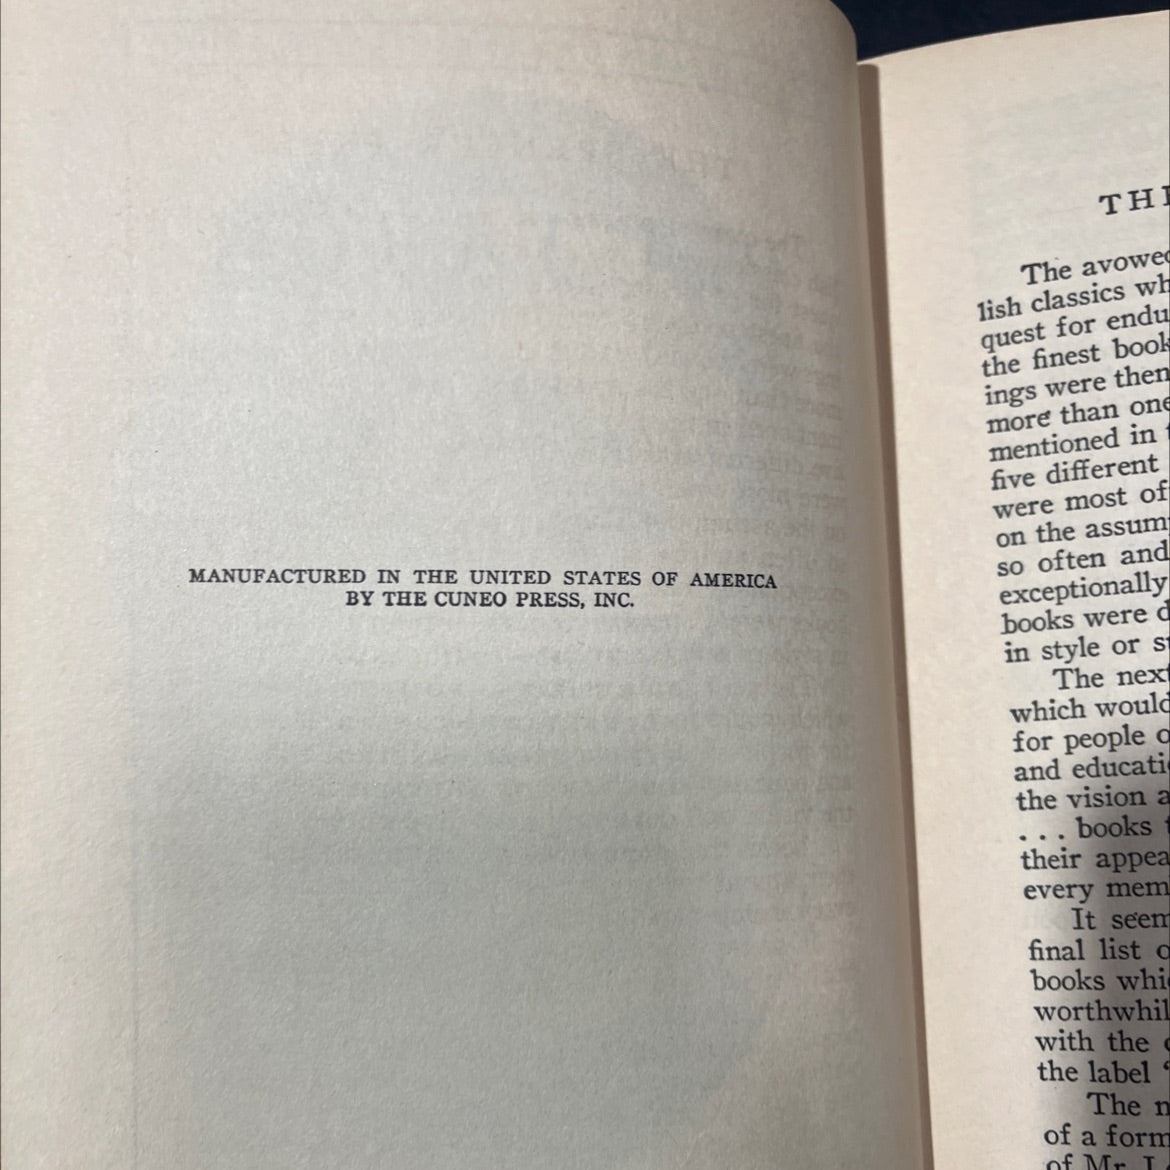 MANUFACTURED IN THE UNITED STATES OF AMERICA
BY THE CUNEO PRESS, INC.
THE
The avowed
lish classics wh
quest for endu
the finest book
ings were then
more than one
mentioned in
five different
were most of
on the assum
so often and
exceptionally
books were d
in style or s
The next
which would
for people o
and educati
the vision a
... books
their appea
every mem
It seem
final list o
books whi
worthwhil
with the
the label
The
of a form
of Mr.